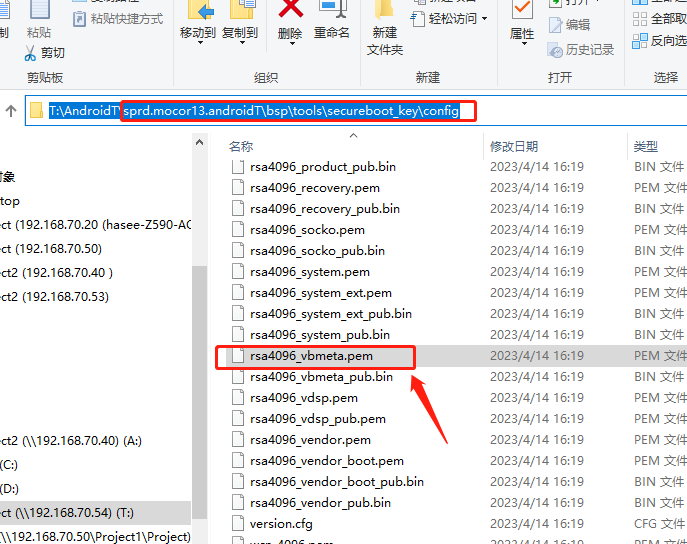 制
粘贴
粘贴快捷方式
剪切
剪贴板
移动到 复制到 删除 重命名
组织
新建
文件夹
轻松访问
新建
属性
编辑
历史记录
打开
全部
全部取
反向选
选择
T:\AndroidT\sprd.mocor13.androidT\bsp\tools\secureboot_key\config
名称 修改日期 类型
rsa4096_product_pub.bin 2023/4/14 16:19 BIN 文件
rsa4096_recovery.pem 2023/4/14 16:19 PEM 文件
rsa4096_recovery_pub.bin 2023/4/14 16:19 BIN 文件
rsa4096_socko.pem 2023/4/14 16:19 PEM 文件
rsa4096_socko_pub.bin 2023/4/14 16:19 BIN 文件
rsa4096_system.pem 2023/4/14 16:19 PEM 文件
rsa4096_system_ext.pem 2023/4/14 16:19 PEM 文件
rsa4096_system_ext_pub.bin 2023/4/14 16:19 BIN 文件
rsa4096_system_pub.bin 2023/4/14 16:19 BIN 文件
rsa4096_vbmeta.pem 2023/4/14 16:19 PEM 文件
rsa4096_vbmeta_pub.bin 2023/4/14 16:19 BIN 文件
rsa4096_vdsp.pem 2023/4/14 16:19 PEM 文件
rsa4096_vdsp_pub.bin 2023/4/14 16:19 BIN 文件
rsa4096_vendor.pem 2023/4/14 16:19 PEM 文件
rsa4096_vendor_boot.pem 2023/4/14 16:19 PEM 文件
rsa4096_vendor_boot_pub.bin 2023/4/14 16:19 BIN 文件
rsa4096_vendor_pub.bin 2023/4/14 16:19 BIN 文件
version.cfg 2023/4/14 16:19 CFG 文件
对象
top
ect (192.168.70.20 (hasee-Z590-AC
ect (192.168.70.50)
ect2 (192.168.70.40 )
ect2 (192.168.70.53)
ect2 (\\192.168.70.40) (A:)
(C:)
(D:)
ect (\\192.168.70.54) (T:)
\\192.168.70.50\Project1\Project)